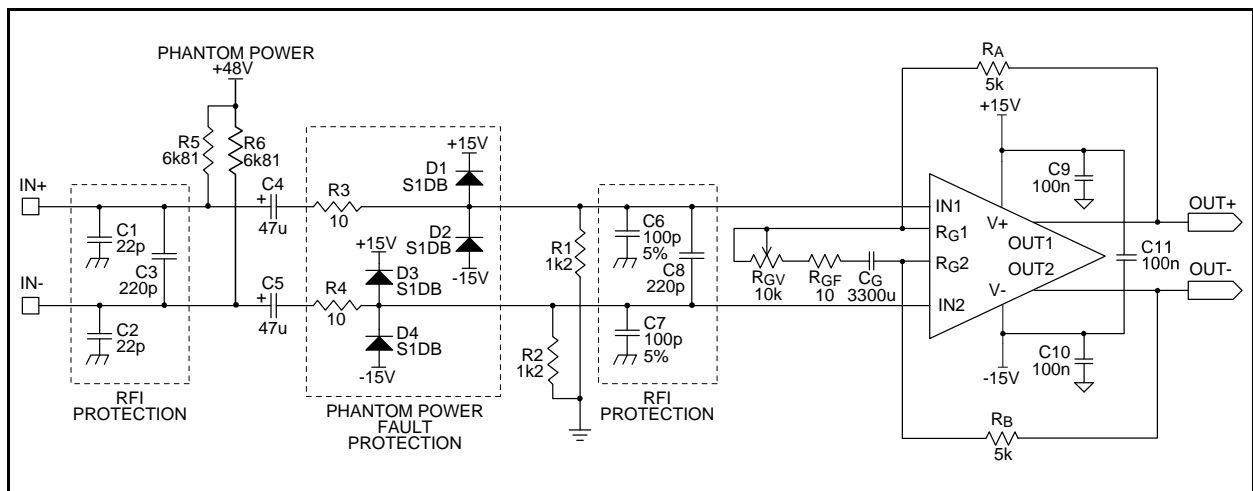 PHANTOM POWER
+48V
R5
6k81
R6
6k81
IN+
C1
22p
C3
220p
IN-
C2
22p
RFI
PROTECTION
C4
+
47u
C5
+
47u
R3
10
D1
S1DB
+15V
D2
S1DB
-15V
+15V
D3
S1DB
R4
10
D4
S1DB
-15V
PHANTOM POWER
FAULT
PROTECTION
R1
1k2
R2
1k2
C6
100p
5%
C8
220p
C7
100p
5%
RFI
PROTECTION
RGV
10k
RGF
10
CG
3300u
RA
5k
+15V
C9
100n
IN1
RG1
RG2
IN2
V+
OUT1
OUT2
V-
C11
100n
OUT+
OUT-
C10
100n
-15V
RB
5k